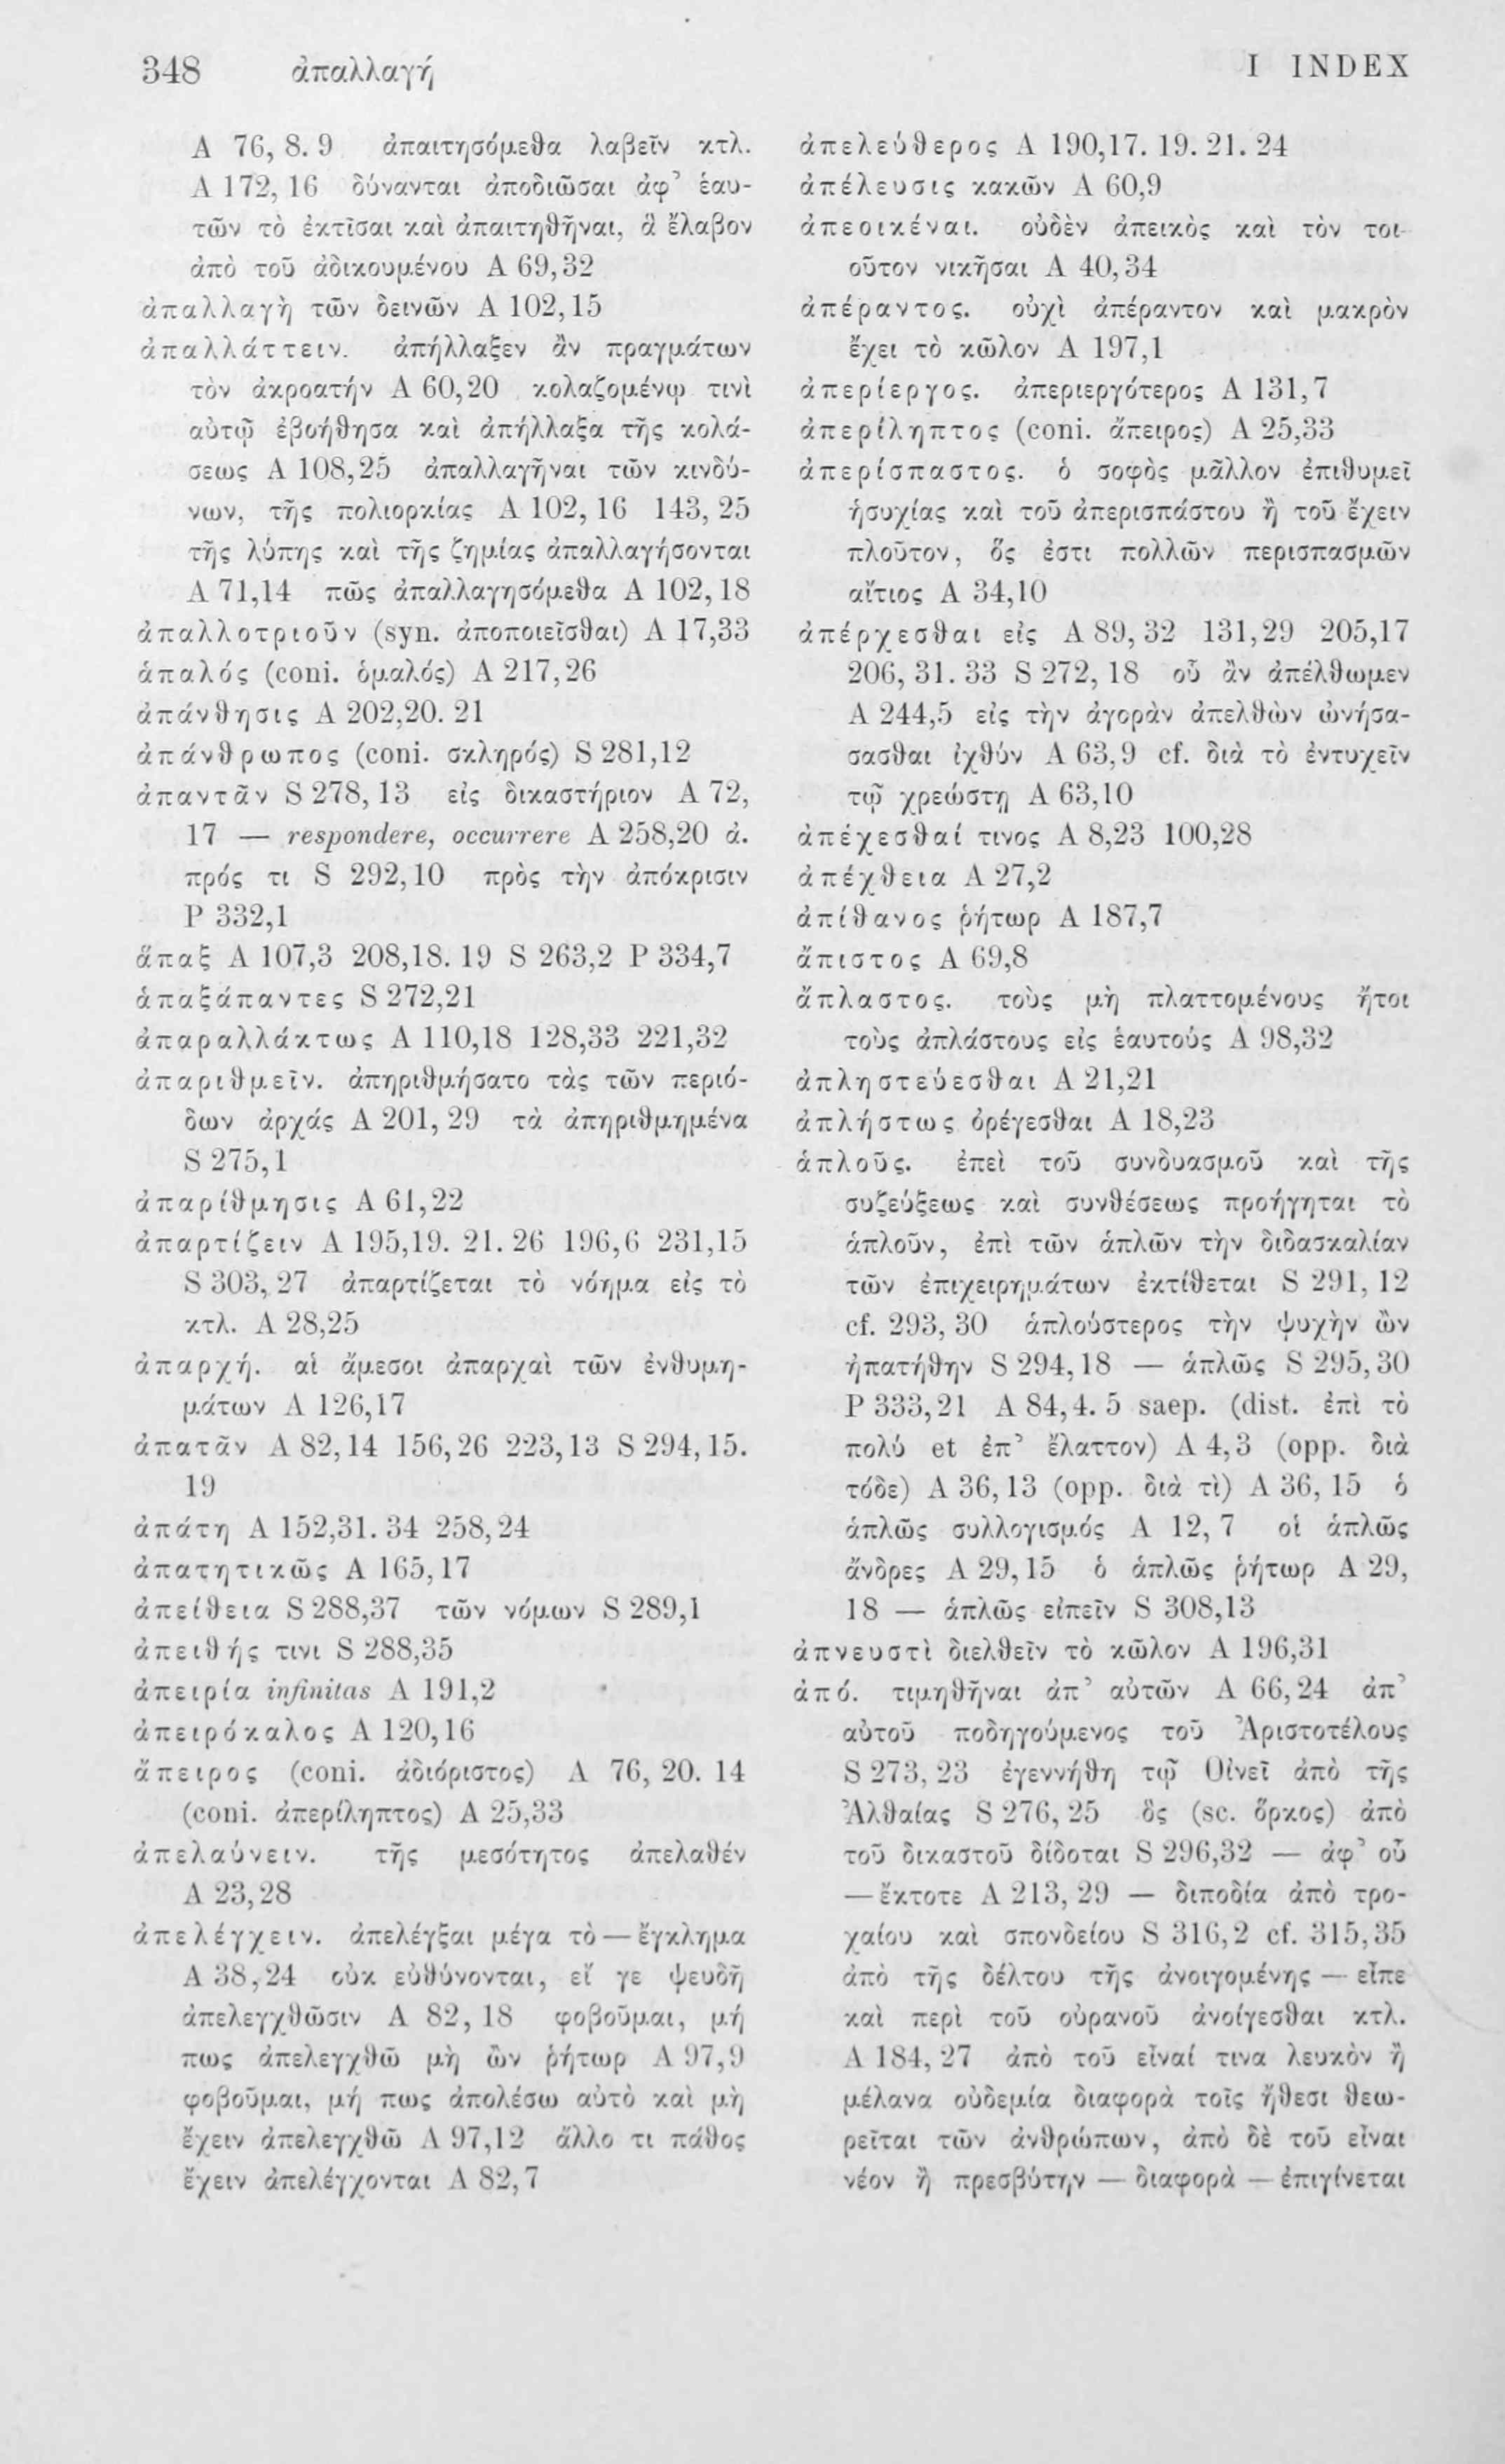 348 ἀπαλλαγή I INDEX
A 76, 8. 9 ἀπαιτησόμεθα λαβεῖν κτλ.
A 172, 16 δύνανται ἀποδιῶσαι ἀφ’ ἑαυ-
τῶν τὸ ἐκτῖσαι καὶ ἀπαιτηθῆναι, ἃ ἔλαβον
ἀπὸ τοῦ ἀδικουμένου A 69,32
ἀπαλλαγὴ τῶν δεινῶν A 102,15
ἀπαλλάττειν. ἀπήλλαξεν ἂν πραγμάτων
τὸν ἀκροατήν A 60,20 κολαζομένῳ τινὶ
αὐτῷ ἐβοήθησα καὶ ἀπήλλαξα τῆς κολά-
σεως A 108,25 ἀπαλλαγῆναι τῶν κινδύ-
νων, τῆς πολιορκίας A 102, 16 143, 25
τῆς λύπης καὶ τῆς ζημίας ἀπαλλαγήσονται
A 71,14 πῶς ἀπαλλαγησόμεθα A 102,18
ἀπαλλοτριοῦν (syn. ἀποποιεῖσθαι) A 17,33
ἁπαλός (coni. ὁμαλός) A 217,26
ἀπάνθησις A 202,20. 21
ἀπάνθρωπος (coni. σκληρός) S 281,12
ἀπαντᾶν S 278, 13 εἰς δικαστήριον A 72,
17 — respondere, occurrere A 258,20 ἀ.
πρός τι S 292,10 πρὸς τὴν ἀπόκρισιν
P 332,1
ἅπαξ A 107,3 208,18. 19 S 263,2 P 334,7
ἁπαξάπαντες S 272,21
ἀπαραλλάκτως A 110,18 128,33 221,32
ἀπαριθμεῖν. ἀπηριθμήσατο τὰς τῶν περιό-
δων ἀρχάς A 201, 29 τὰ ἀπηριθμημένα
S 275,1
ἀπαρίθμησις A 61,22
ἀπαρτίζειν A 195,19. 21. 26 196,6 231,15
S 303, 27 ἀπαρτίζεται τὸ νόημα εἰς τὸ
κτλ. A 28,25
ἀπαρχή. αἱ ἄμεσοι ἀπαρχαὶ τῶν ἐνθυμη-
μάτων A 126,17
ἀπατᾶν A 82,14 156,26 223,13 S 294,15.
19
ἀπάτη A 152,31. 34 258,24
ἀπατητικῶς A 165,17
ἀπείθεια S 288,37 τῶν νόμων S 289,1
ἀπειθής τινι S 288,35
ἀπειρία infinitas A 191,2
ἀπειρόκαλος A 120,16
ἄπειρος (coni. ἀδιόριστος) A 76, 20. 14
(coni. ἀπερίληπτος) A 25,33
ἀπελαύνειν. τῆς μεσότητος ἀπελαθέν
A 23,28
ἀπελέγχειν. ἀπελέγξαι μέγα τὸ — ἔγκλημα
A 38,24 οὐκ εὐθύνονται, εἴ γε ψευδῆ
ἀπελεγχθῶσιν A 82, 18 φοβοῦμαι, μή
πως ἀπελεγχθῶ μὴ ὢν ῥήτωρ A 97,9
φοβοῦμαι, μή πως ἀπολέσω αὐτὸ καὶ μὴ
ἔχειν ἀπελεγχθῶ A 97,12 ἄλλο τι πάθος
ἔχειν ἀπελέγχονται A 82,7
ἀπελεύθερος A 190,17. 19. 21. 24
ἀπέλευσις κακῶν A 60,9
ἀπεοικέναι. οὐδὲν ἀπεικὸς καὶ τὸν τοι-
οῦτον νικῆσαι A 40,34
ἀπέραντος. οὐχὶ ἀπέραντον καὶ μακρὸν
ἔχει τὸ κῶλον A 197,1
ἀπερίεργος. ἀπεριεργότερος A 131,7
ἀπερίληπτος (coni. ἄπειρος) A 25,33
ἀπερίσπαστος. ὁ σοφὸς μᾶλλον ἐπιθυμεῖ
ἡσυχίας καὶ τοῦ ἀπερισπάστου ἢ τοῦ ἔχειν
πλοῦτον, ὅς ἐστι πολλῶν περισπασμῶν
αἴτιος A 34,10
ἀπέρχεσθαι εἰς A 89, 32 131,29 205,17
206, 31. 33 S 272, 18 οὗ ἂν ἀπέλθωμεν
A 244,5 εἰς τὴν ἀγορὰν ἀπελθὼν ὠνήσα-
σασθαι ἰχθύν A 63,9 cf. διὰ τὸ ἐντυχεῖν
τῷ χρεώστῃ A 63,10
ἀπέχεσθαί τινος A 8,23 100,28
ἀπέχθεια A 27,2
ἀπίθανος ῥήτωρ A 187,7
ἄπιστος A 69,8
ἄπλαστος. τοὺς μὴ πλαττομένους ἤτοι
τοὺς ἀπλάστους εἰς ἑαυτούς A 98,32
ἀπληστεύεσθαι A 21,21
ἀπλήστως ὀρέγεσθαι A 18,23
ἁπλοῦς. ἐπεὶ τοῦ συνδυασμοῦ καὶ τῆς
συζεύξεως καὶ συνθέσεως προήγηται τὸ
ἁπλοῦν, ἐπὶ τῶν ἁπλῶν τὴν διδασκαλίαν
τῶν ἐπιχειρημάτων ἐκτίθεται S 291, 12
cf. 293, 30 ἁπλούστερος τὴν ψυχὴν ὢν
ἠπατήθην S 294,18 — ἁπλῶς S 295,30
P 333,21 A 84,4. 5 saep. (dist. ἐπὶ τὸ
πολύ et ἐπ’ ἔλαττον) A 4,3 (opp. διὰ
τόδε) A 36,13 (opp. διὰ τὶ) A 36, 15 ὁ
ἁπλῶς συλλογισμός A 12, 7 οἱ ἁπλῶς
ἄνδρες A 29,15 ὁ ἁπλῶς ῥήτωρ A 29,
18 — ἁπλῶς εἰπεῖν S 308,13
ἀπνευστὶ διελθεῖν τὸ κῶλον A 196,31
ἀπό. τιμηθῆναι ἀπ’ αὐτῶν A 66,24 ἀπ’
αὐτοῦ ποδηγούμενος τοῦ Ἀριστοτέλους
S 273, 23 ἐγεννήθη τῷ Οἰνεῖ ἀπὸ τῆς
Ἀλθαίας S 276, 25 ὃς (sc. ὅρκος) ἀπὸ
τοῦ δικαστοῦ δίδοται S 296,32 — ἀφ’ οὗ
— ἔκτοτε A 213, 29 — διποδία ἀπὸ τρο-
χαίου καὶ σπονδείου S 316,2 cf. 315,35
ἀπὸ τῆς δέλτου τῆς ἀνοιγομένης — εἶπε
καὶ περὶ τοῦ οὐρανοῦ ἀνοίγεσθαι κτλ.
A 184, 27 ἀπὸ τοῦ εἶναί τινα λευκὸν ἢ
μέλανα οὐδεμία διαφορὰ τοῖς ἤθεσι θεω-
ρεῖται τῶν ἀνθρώπων, ἀπὸ δὲ τοῦ εἶναι
νέον ἢ πρεσβύτην — διαφορὰ — ἐπιγίνεται